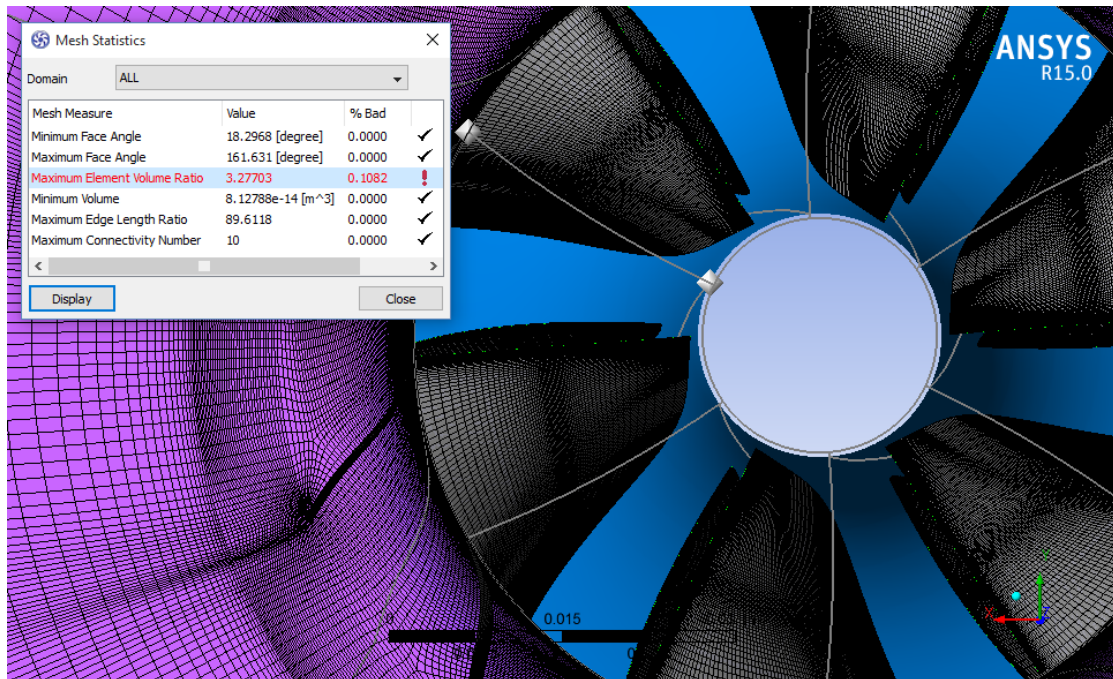 Mesh Statistics
Domain ALL
Mesh Measure Value % Bad
Minimum Face Angle 18.2968 [degree] 0.0000
Maximum Face Angle 161.631 [degree] 0.0000
Maximum Element Volume Ratio 3.27703 0.1082
Minimum Volume 8.12788e-14 [m^3] 0.0000
Maximum Edge Length Ratio 89.6118 0.0000
Maximum Connectivity Number 10 0.0000
Display Close
ANSYS
R15.0
0.015
X